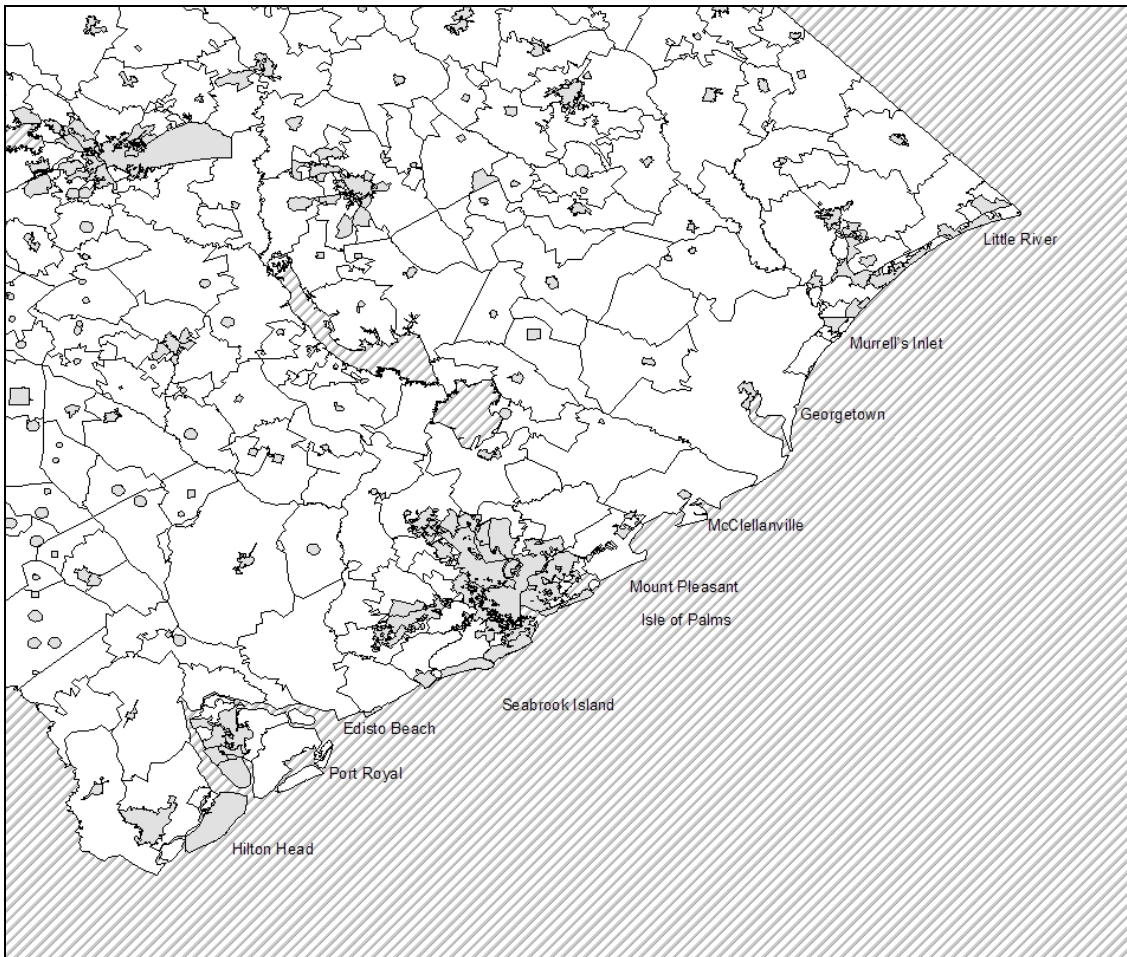 Little River
Murrell's Inlet
Georgetown
McClellanville
Mount Pleasant
Isle of Palms
Seabrook Island
Edisto Beach
Port Royal
Hilton Head